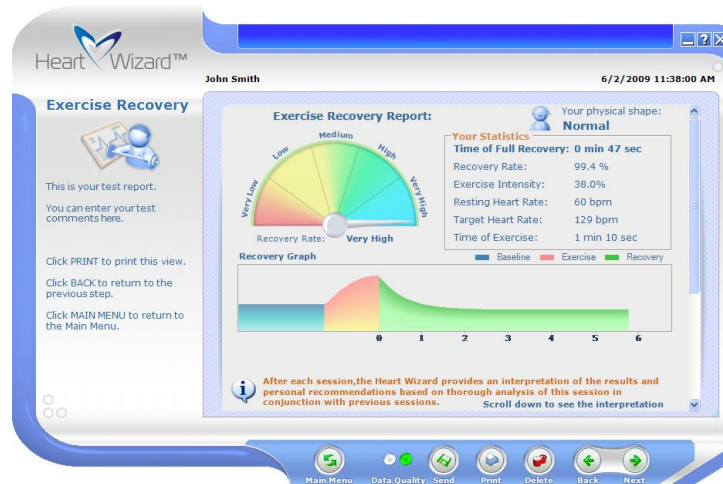 Heart Wizard™
John Smith
6/2/2009 11:38:00 AM
Exercise Recovery
This is your test report.
You can enter your test
comments here.
Click PRINT to print this view.
Click BACK to return to the
previous step.
Click MAIN MENU to return to
the Main Menu.
Exercise Recovery Report:
Your physical shape:
Normal
Very Low
Low
Medium
High
Very High
Recovery Rate: Very High
Your Statistics
Time of Full Recovery: 0 min 47 sec
Recovery Rate: 99.4 %
Exercise Intensity: 38.0%
Resting Heart Rate: 60 bpm
Target Heart Rate: 129 bpm
Time of Exercise: 1 min 10 sec
Recovery Graph
Baseline Exercise Recovery
0 1 2 3 4 5 6
After each session,the Heart Wizard provides an interpretation of the results and
personal recommendations based on thorough analysis of this session in
conjunction with previous sessions. Scroll down to see the interpretation
Main Menu Data Quality Send Print Delete Back Next